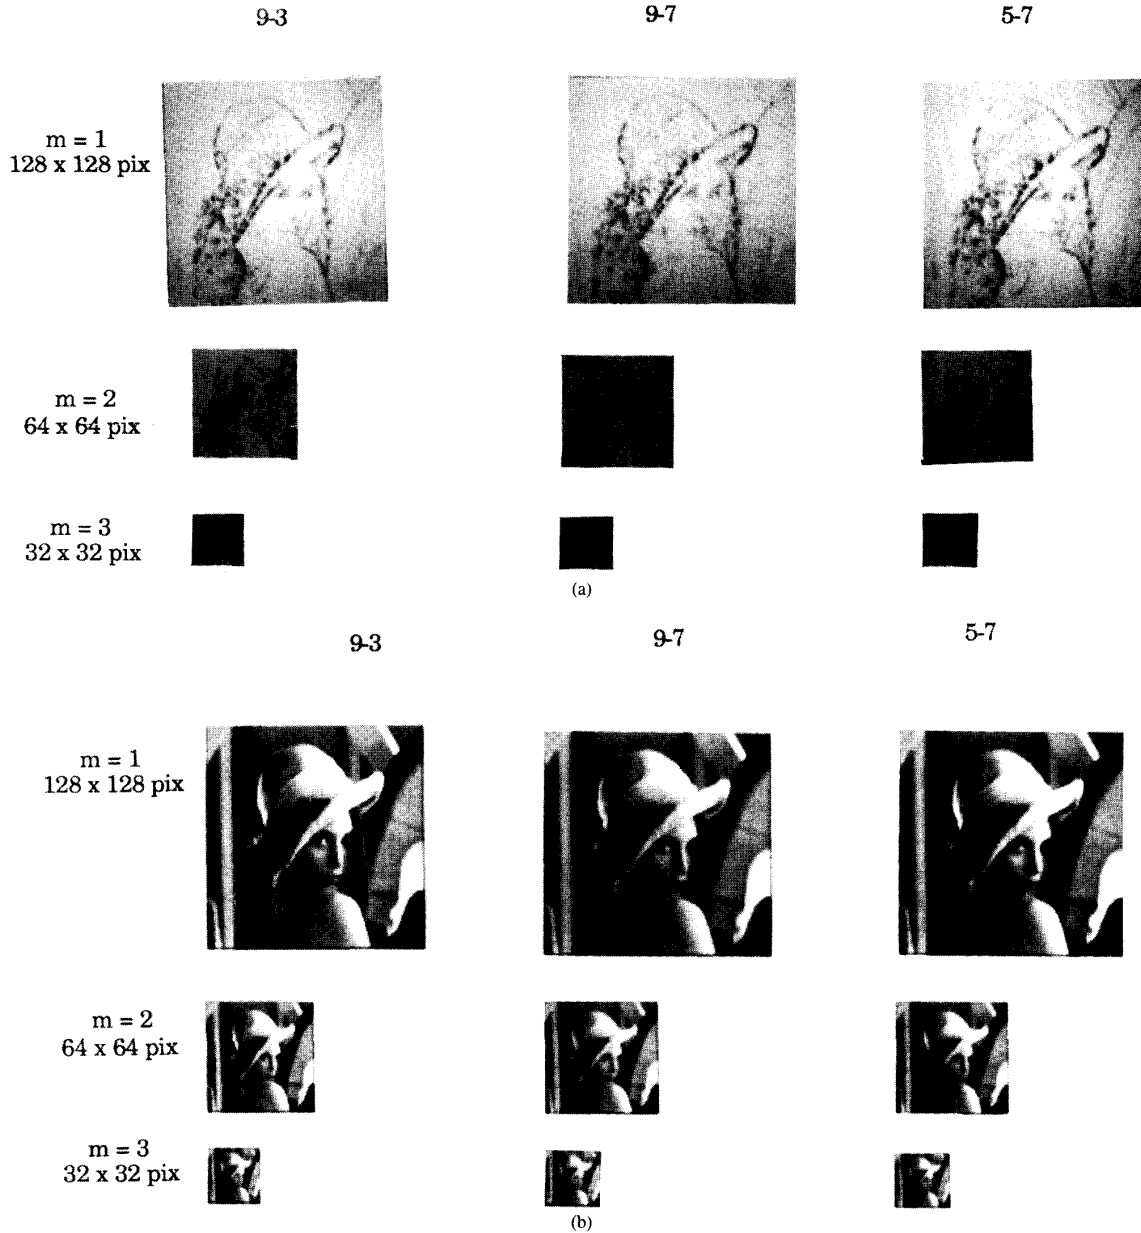 9-3 9-7 5-7
m = 1
128 x 128 pix
m = 2
64 x 64 pix
m = 3
32 x 32 pix
(a)
9-3 9-7 5-7
m = 1
128 x 128 pix
m = 2
64 x 64 pix
m = 3
32 x 32 pix
(b)